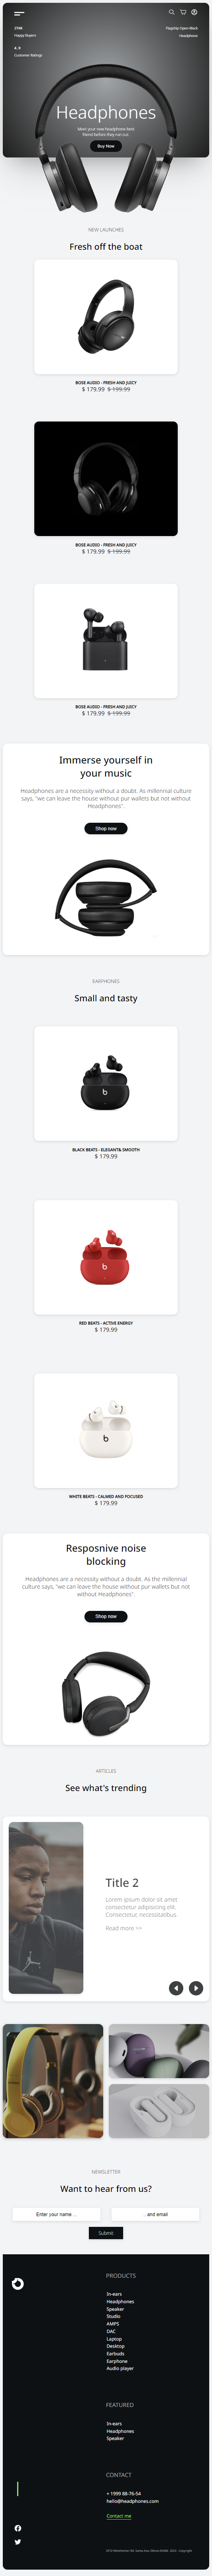 27M
Happy Buyers
Flagship Open-Back
Headphone
4.9
Customer Ratings
Headphones
Meet your new headphone best
friend before they run out
Buy Now
NEW LAUNCHES
Fresh off the boat
BOSE AUDIO - FRESH AND JUICY
$ 179.99 $ 199.99
BOSE AUDIO - FRESH AND JUICY
$ 179.99 $ 199.99
BOSE AUDIO - FRESH AND JUICY
$ 179.99 $ 199.99
Immerse yourself in
your music
Headphones are a necessity without a doubt. As millennial culture
says, "we can leave the house without pur wallets but not without
Headphones".
Shop now
EARPHONES
Small and tasty
BLACK BEATS - ELEGANT& SMOOTH
$ 179.99
RED BEATS - ACTIVE ENERGY
$ 179.99
WHITE BEATS - CALMED AND FOCUSED
$ 179.99
Resposnive noise
blocking
Headphones are a necessity without a doubt. As the millennial
culture says, "we can leave the house without pur wallets but not
without Headphones".
Shop now
ARTICLES
See what's trending
Title 2
Lorem ipsum dolor sit amet
consectetur adipisicing elit.
Consectetur, necessitatibus.
Read more >>
NEWSLETTER
Want to hear from us?
Enter your name...
and email
Submit
PRODUCTS
In-ears
Headphones
Speaker
Studio
AMPS
DAC
Laptop
Desktop
Earbuds
Earphone
Audio player
FEATURED
In-ears
Headphones
Speaker
CONTACT
+ 1999 88-76-54
hello@headphones.com
Contact me